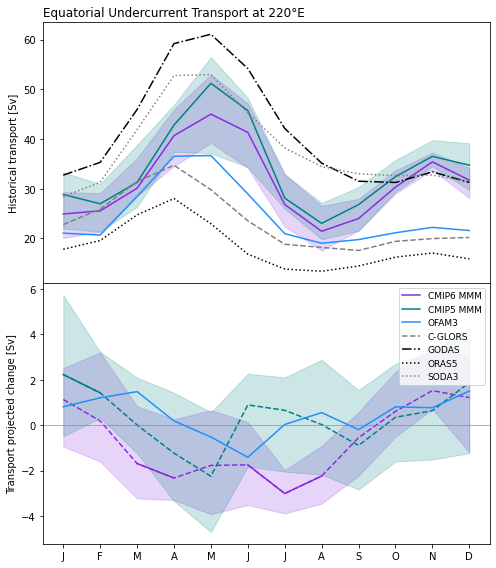 Equatorial Undercurrent Transport at 220°E
Historical transport [Sv]
60
50
40
30
20
Transport projected change [Sv]
6
4
2
0
−2
−4
CMIP6 MMM
CMIP5 MMM
OFAM3
C-GLORS
GODAS
ORAS5
SODA3
J F M A M J J A S O N D